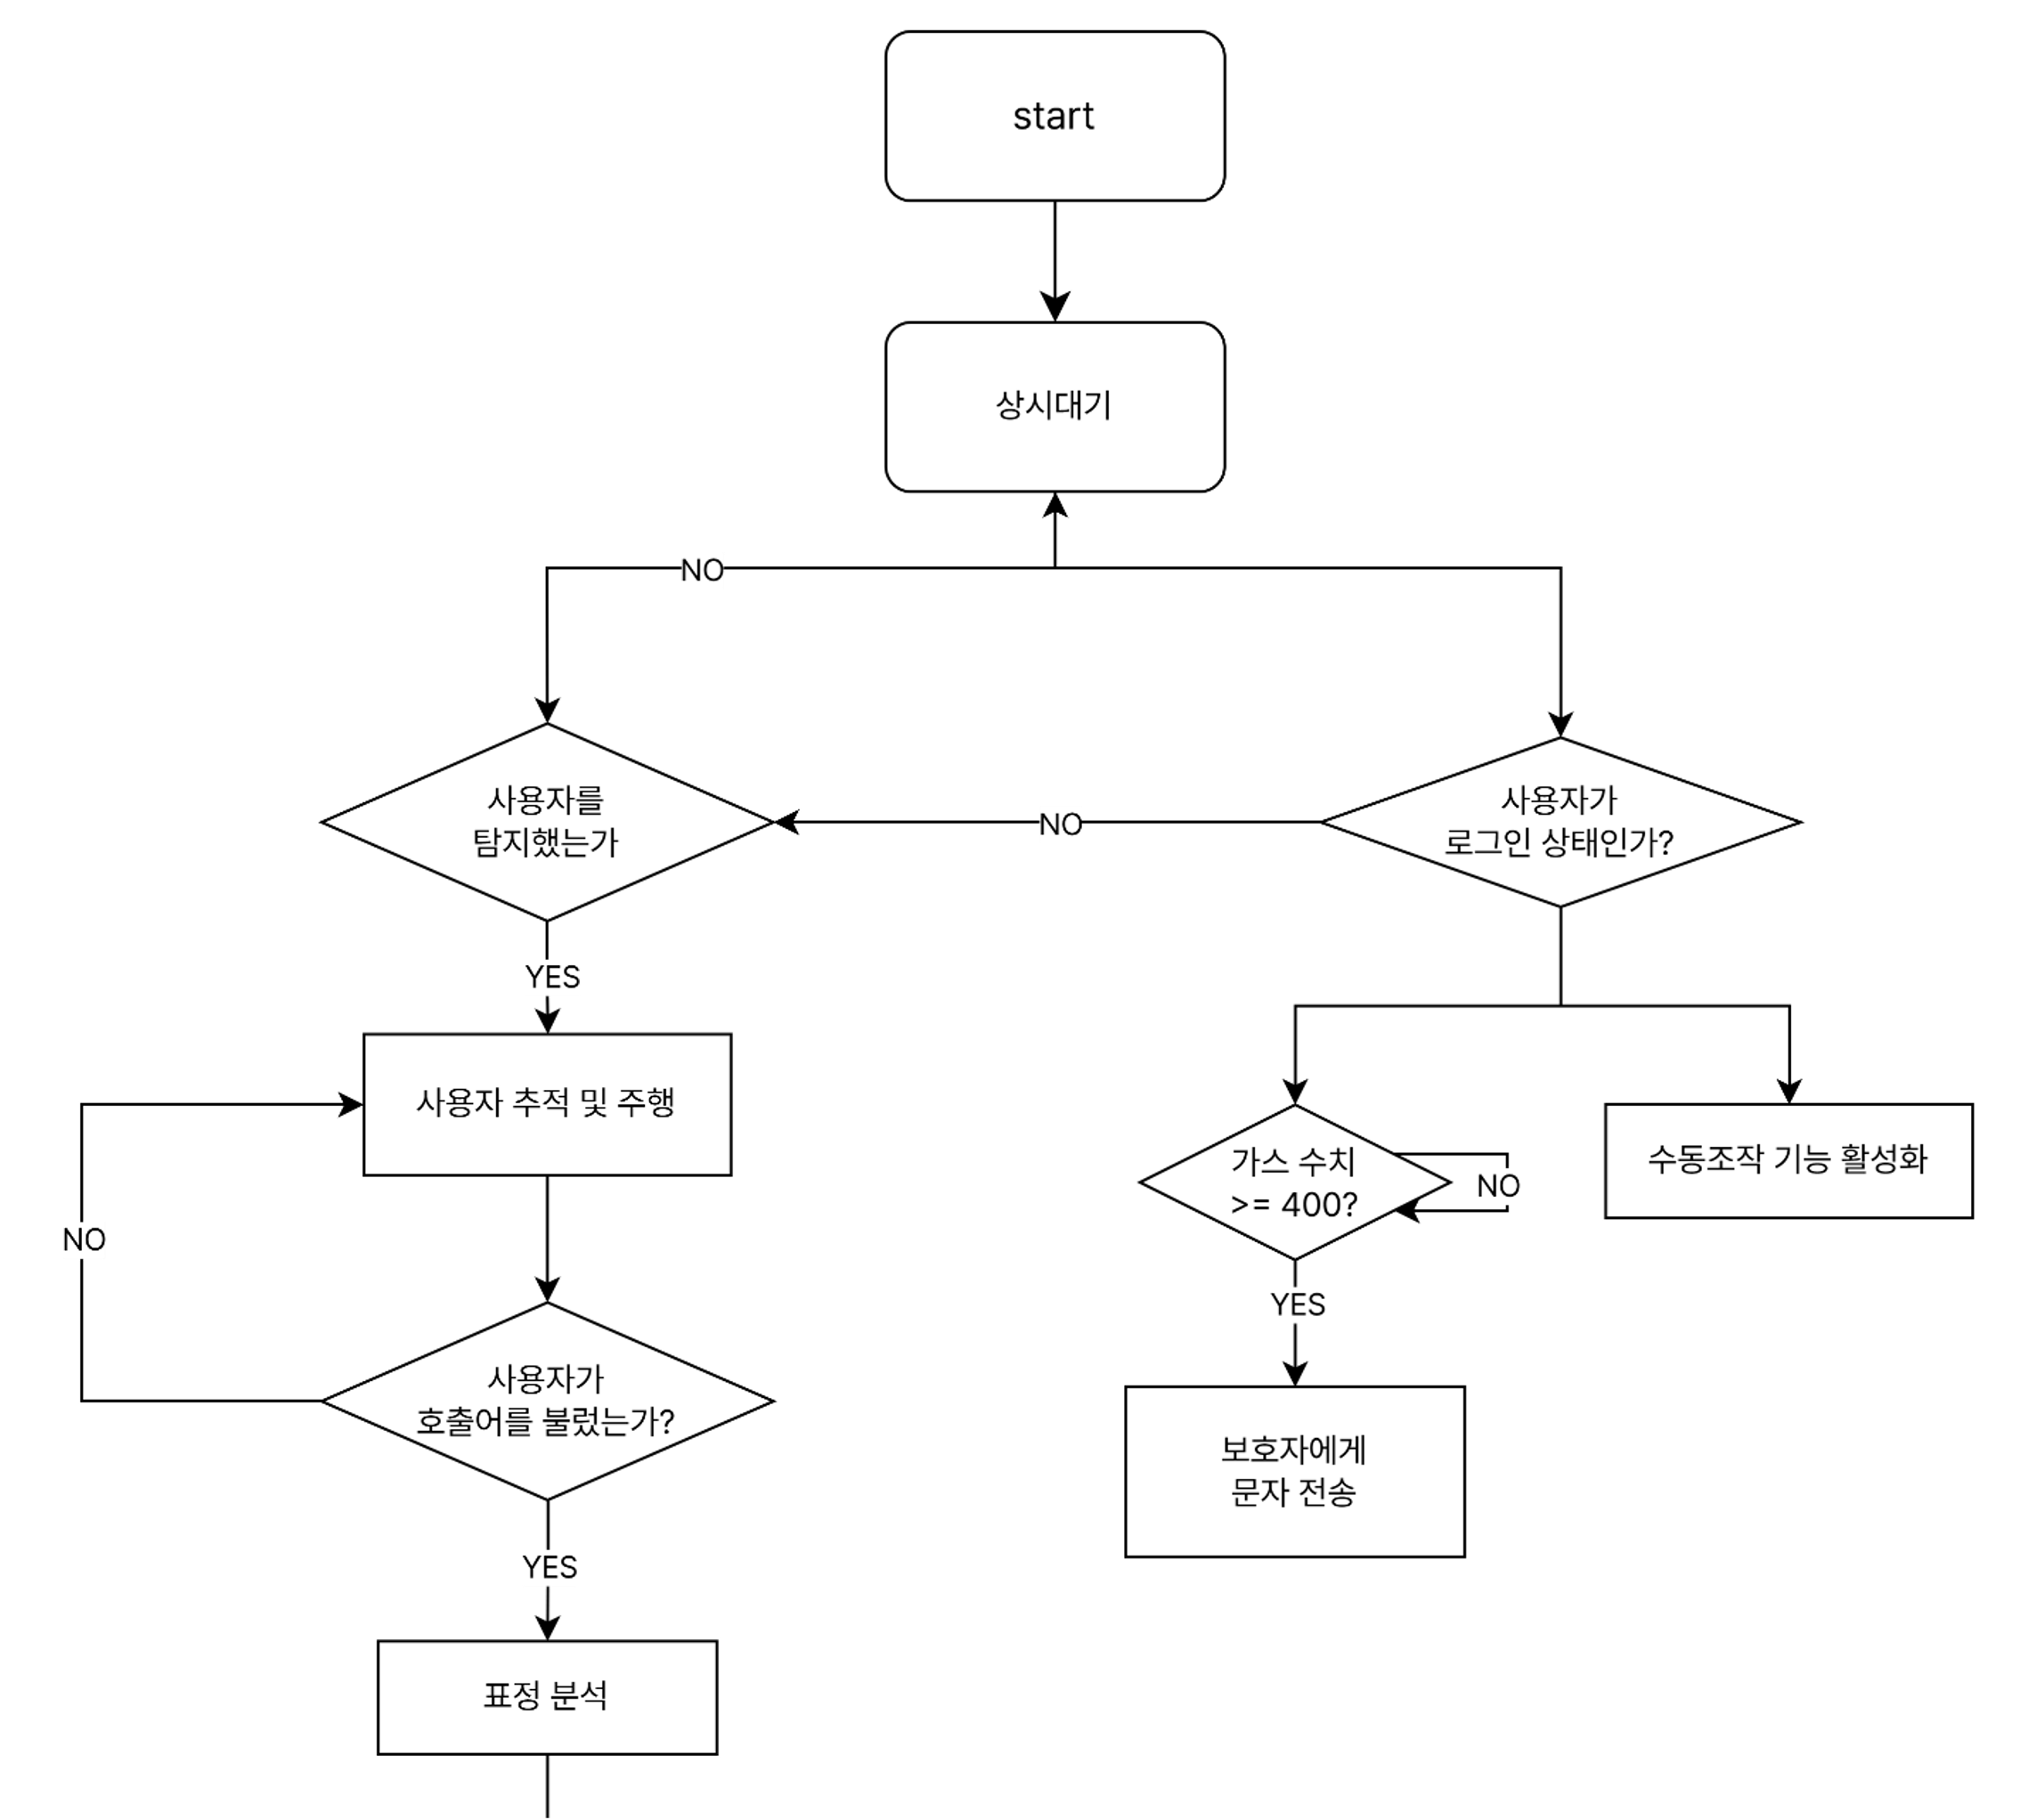 start
상시대기
NO
사용자를
탐지했는가
NO
사용자가
로그인 상태인가?
YES
사용자 추적 및 주행
가스 수치
>= 400?
NO
수동조작 기능 활성화
NO
YES
사용자가
호출어를 불렀는가?
보호자에게
문자 전송
YES
표정 분석